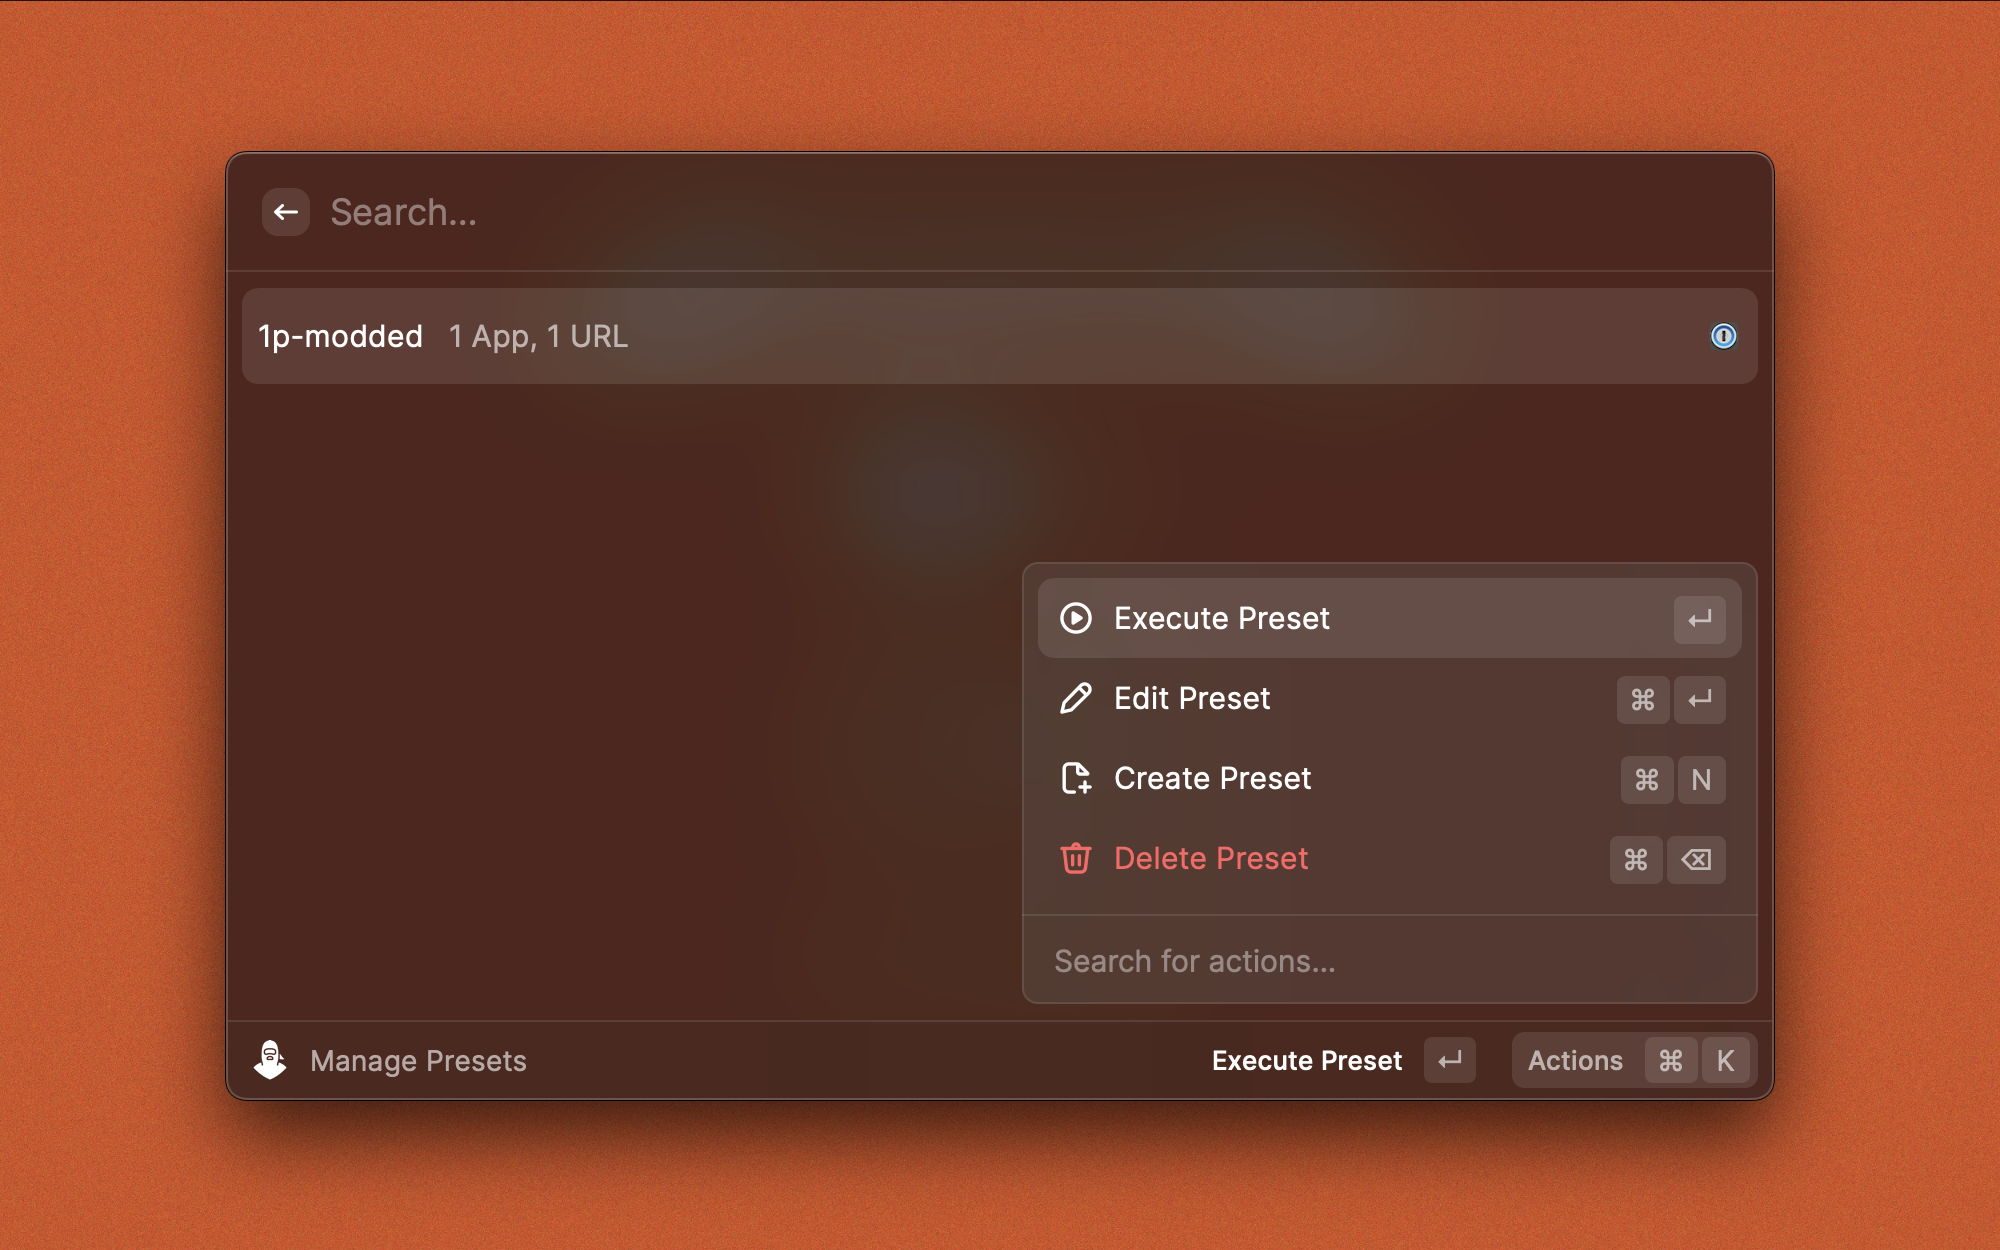 Search...
1p-modded 1 App, 1 URL
Execute Preset
Edit Preset ⌘
Create Preset ⌘ N
Delete Preset ⌘
Search for actions...
Manage Presets Execute Preset Actions ⌘ K